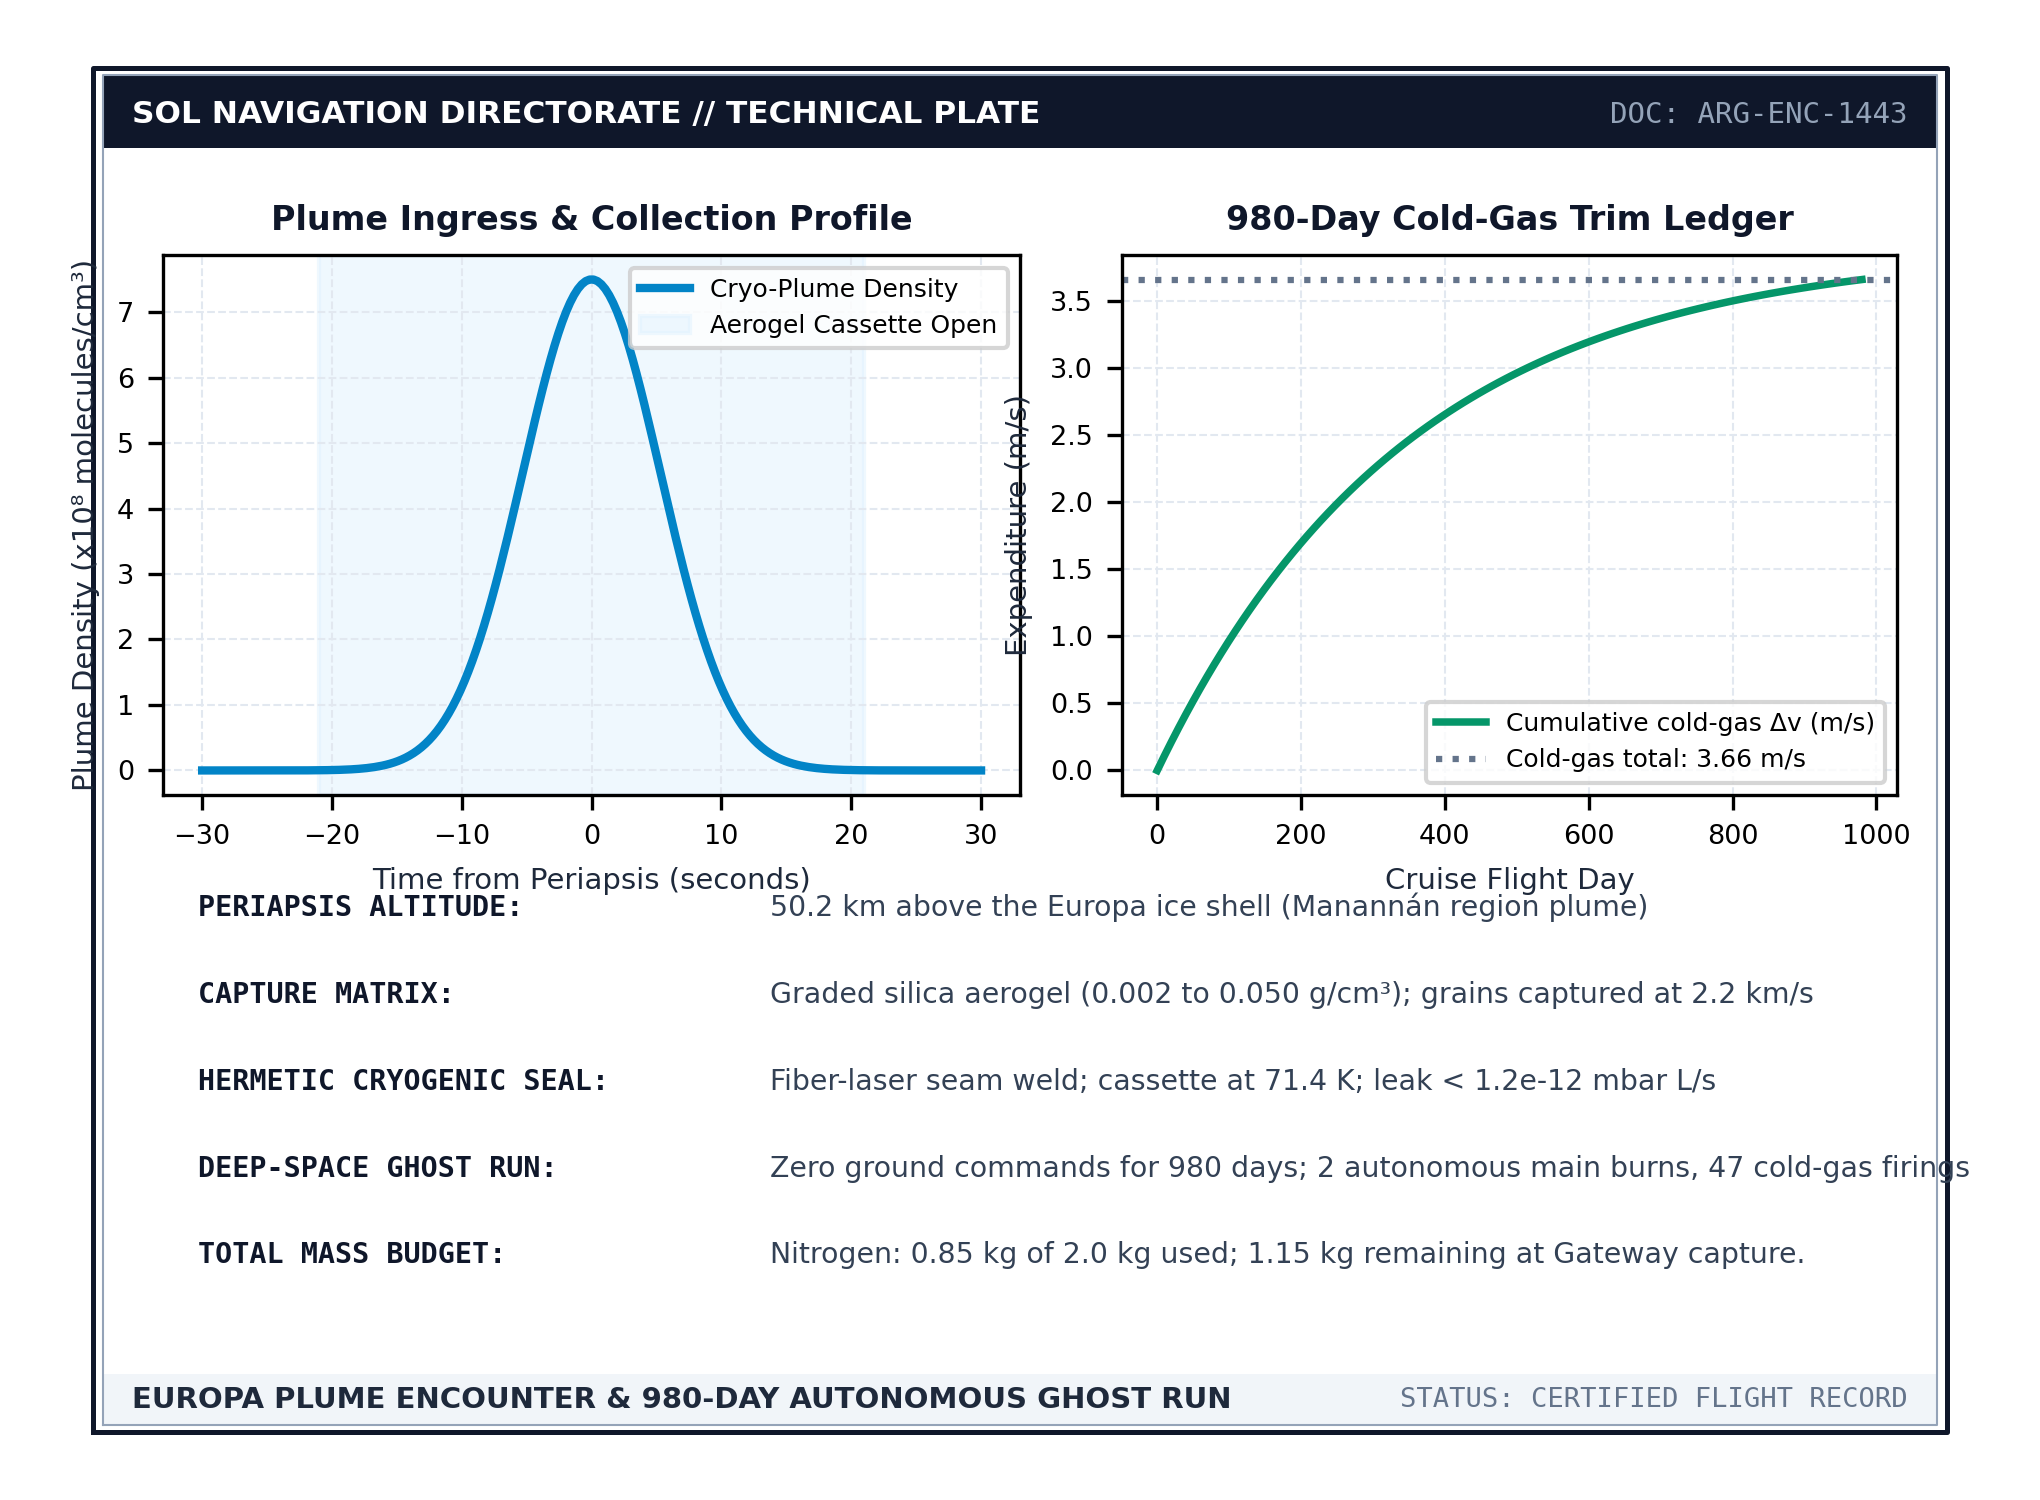 SOL NAVIGATION DIRECTORATE // TECHNICAL PLATE
DOC: ARG-ENC-1443
Plume Ingress & Collection Profile
Plume Density (x10⁸ molecules/cm³)
7
6
5
4
3
2
1
0
Cryo-Plume Density
Aerogel Cassette Open
−30 −20 −10 0 10 20 30
Time from Periapsis (seconds)
980-Day Cold-Gas Trim Ledger
Expenditure (m/s)
3.5
3.0
2.5
2.0
1.5
1.0
0.5
0.0
Cumulative cold-gas Δv (m/s)
Cold-gas total: 3.66 m/s
0 200 400 600 800 1000
Cruise Flight Day
PERIAPSIS ALTITUDE: 50.2 km above the Europa ice shell (Manannán region plume)
CAPTURE MATRIX: Graded silica aerogel (0.002 to 0.050 g/cm³); grains captured at 2.2 km/s
HERMETIC CRYOGENIC SEAL: Fiber-laser seam weld; cassette at 71.4 K; leak < 1.2e-12 mbar L/s
DEEP-SPACE GHOST RUN: Zero ground commands for 980 days; 2 autonomous main burns, 47 cold-gas firings
TOTAL MASS BUDGET: Nitrogen: 0.85 kg of 2.0 kg used; 1.15 kg remaining at Gateway capture.
EUROPA PLUME ENCOUNTER & 980-DAY AUTONOMOUS GHOST RUN
STATUS: CERTIFIED FLIGHT RECORD